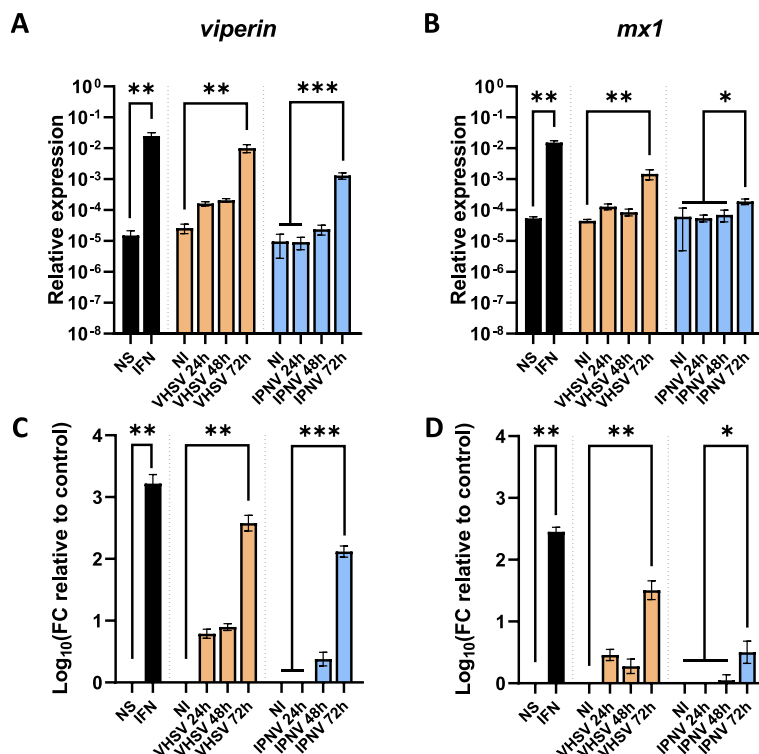 A
viperin
Relative expression
10⁰
10⁻¹
10⁻²
10⁻³
10⁻⁴
10⁻⁵
10⁻⁶
10⁻⁷
10⁻⁸
** ** ***
NS IFN NI VHSV 24h VHSV 48h VHSV 72h NI IPNV 24h IPNV 48h IPNV 72h
B
mx1
Relative expression
10⁰
10⁻¹
10⁻²
10⁻³
10⁻⁴
10⁻⁵
10⁻⁶
10⁻⁷
10⁻⁸
** ** *
NS IFN NI VHSV 24h VHSV 48h VHSV 72h NI IPNV 24h IPNV 48h IPNV 72h
C
Log₁₀(FC relative to control)
4
3
2
1
0
** ** ***
NS IFN NI VHSV 24h VHSV 48h VHSV 72h NI IPNV 24h IPNV 48h IPNV 72h
D
Log₁₀(FC relative to control)
4
3
2
1
0
** ** *
NS IFN NI VHSV 24h VHSV 48h VHSV 72h NI IPNV 24h IPNV 48h IPNV 72h